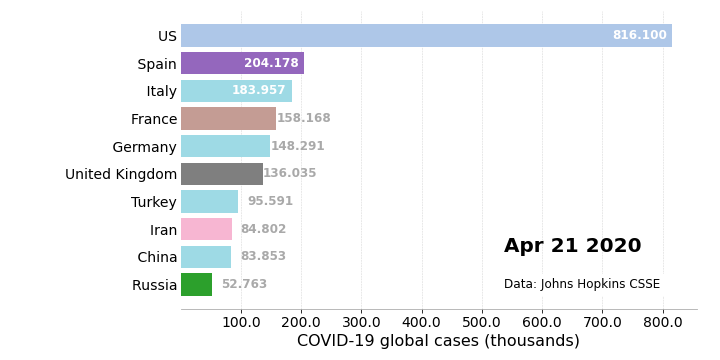 US 816.100
Spain 204.178
Italy 183.957
France 158.168
Germany 148.291
United Kingdom 136.035
Turkey 95.591
Iran 84.802
China 83.853
Russia 52.763
Apr 21 2020
Data: Johns Hopkins CSSE
100.0 200.0 300.0 400.0 500.0 600.0 700.0 800.0
COVID-19 global cases (thousands)